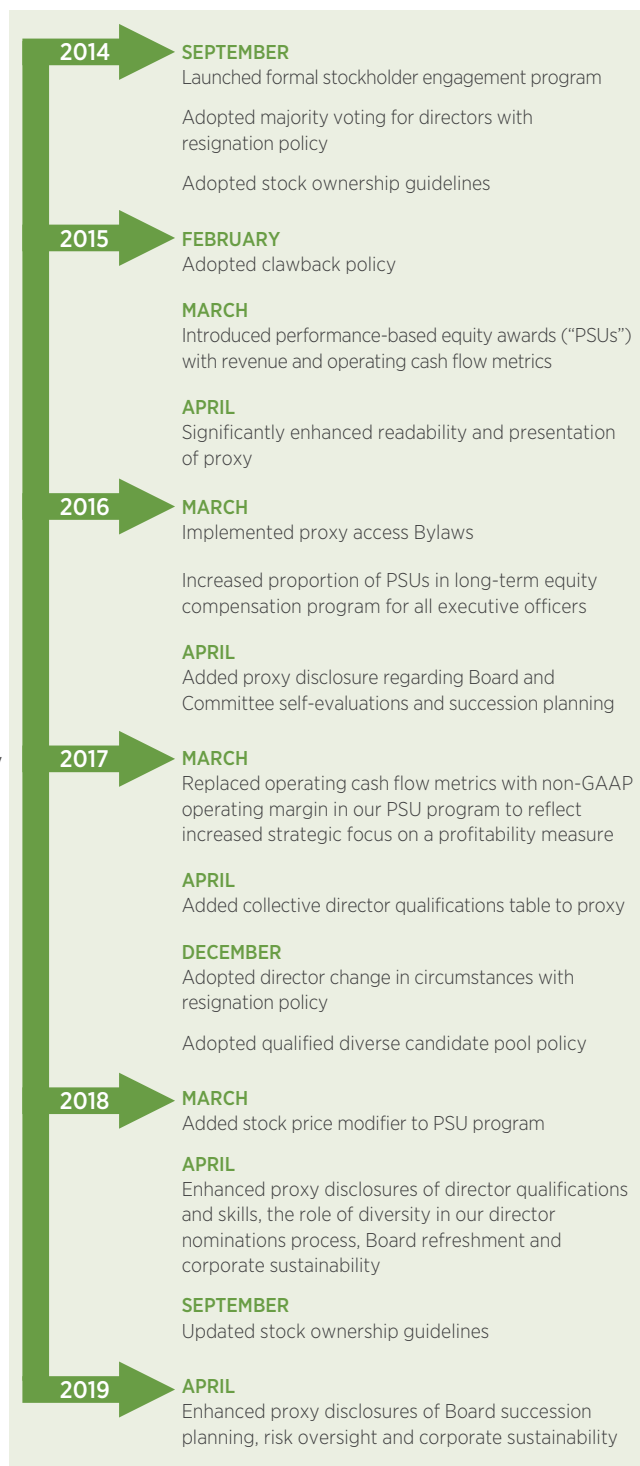 2014
SEPTEMBER
Launched formal stockholder engagement program
Adopted majority voting for directors with
resignation policy
Adopted stock ownership guidelines
2015
FEBRUARY
Adopted clawback policy
MARCH
Introduced performance-based equity awards (“PSUs”)
with revenue and operating cash flow metrics
APRIL
Significantly enhanced readability and presentation
of proxy
2016
MARCH
Implemented proxy access Bylaws
Increased proportion of PSUs in long-term equity
compensation program for all executive officers
APRIL
Added proxy disclosure regarding Board and
Committee self-evaluations and succession planning
2017
MARCH
Replaced operating cash flow metrics with non-GAAP
operating margin in our PSU program to reflect
increased strategic focus on a profitability measure
APRIL
Added collective director qualifications table to proxy
DECEMBER
Adopted director change in circumstances with
resignation policy
Adopted qualified diverse candidate pool policy
2018
MARCH
Added stock price modifier to PSU program
APRIL
Enhanced proxy disclosures of director qualifications
and skills, the role of diversity in our director
nominations process, Board refreshment and
corporate sustainability
SEPTEMBER
Updated stock ownership guidelines
2019
APRIL
Enhanced proxy disclosures of Board succession
planning, risk oversight and corporate sustainability